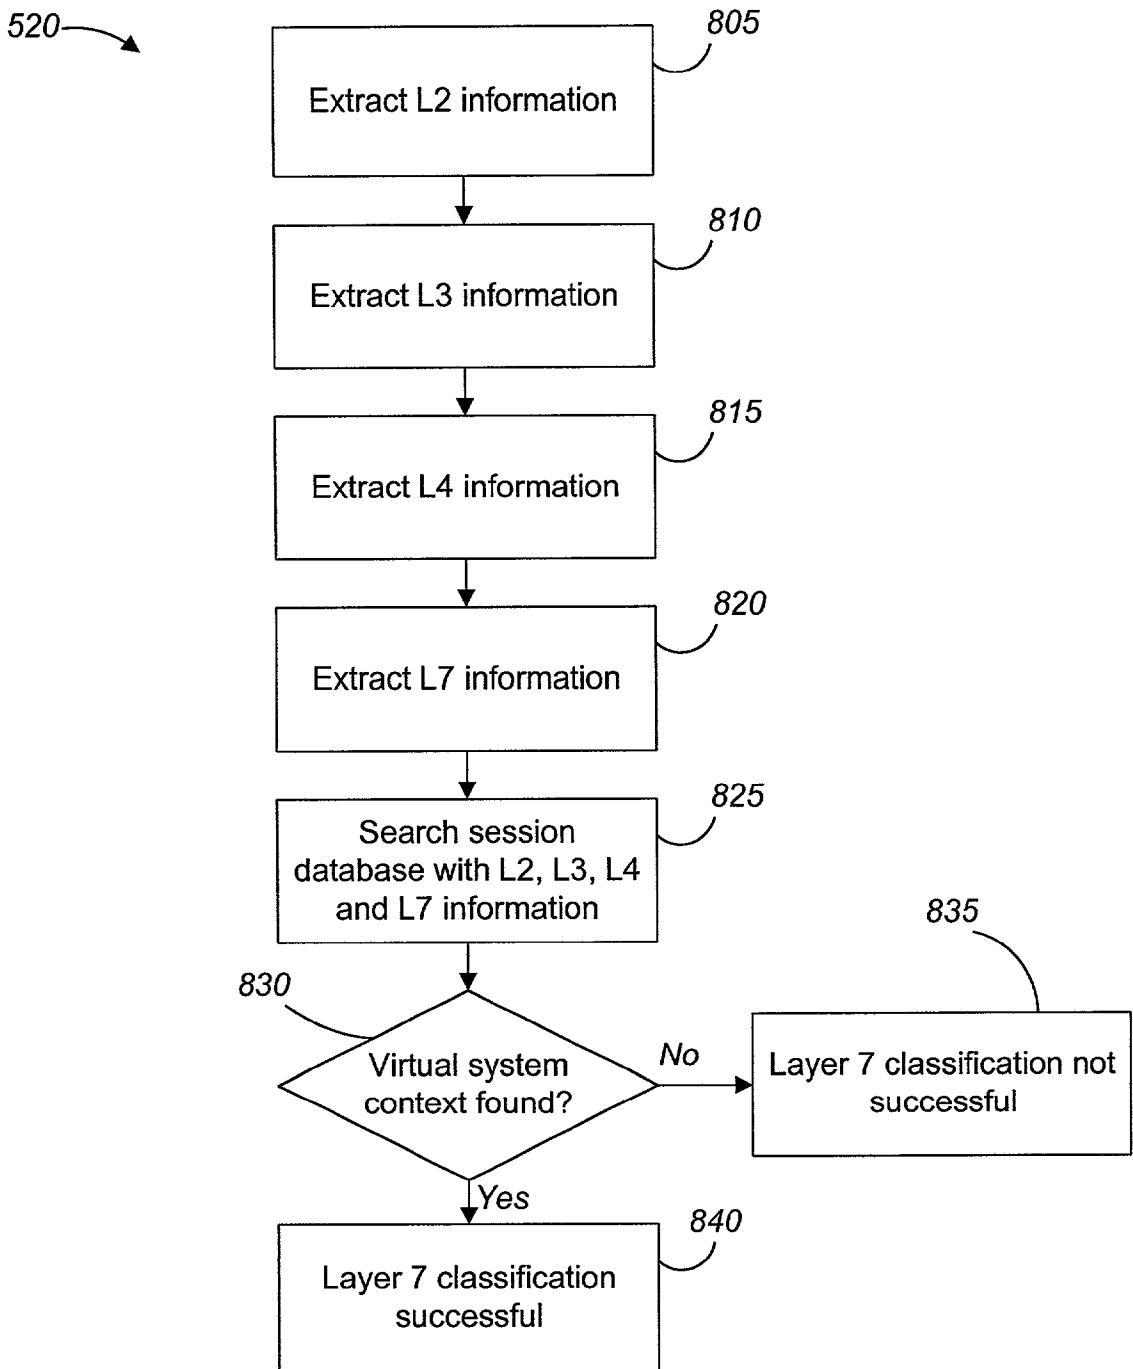 520
805
Extract L2 information
810
Extract L3 information
815
Extract L4 information
820
Extract L7 information
825
Search session
database with L2, L3, L4
and L7 information
830
Virtual system
context found?
No
835
Layer 7 classification not
successful
Yes
840
Layer 7 classification
successful